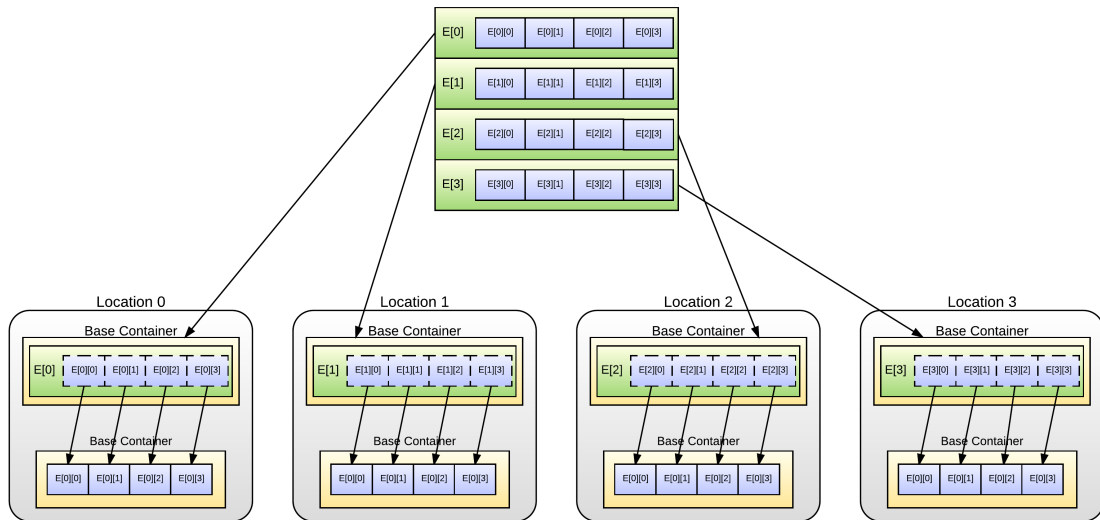 E[0] E[0][0] E[0][1] E[0][2] E[0][3]
E[1] E[1][0] E[1][1] E[1][2] E[1][3]
E[2] E[2][0] E[2][1] E[2][2] E[2][3]
E[3] E[3][0] E[3][1] E[3][2] E[3][3]
Location 0
Base Container
E[0] E[0][0] E[0][1] E[0][2] E[0][3]
Base Container
E[0][0] E[0][1] E[0][2] E[0][3]
Location 1
Base Container
E[1] E[1][0] E[1][1] E[1][2] E[1][3]
Base Container
E[0][0] E[0][1] E[0][2] E[0][3]
Location 2
Base Container
E[2] E[2][0] E[2][1] E[2][2] E[2][3]
Base Container
E[0][0] E[0][1] E[0][2] E[0][3]
Location 3
Base Container
E[3] E[3][0] E[3][1] E[3][2] E[3][3]
Base Container
E[0][0] E[0][1] E[0][2] E[0][3]